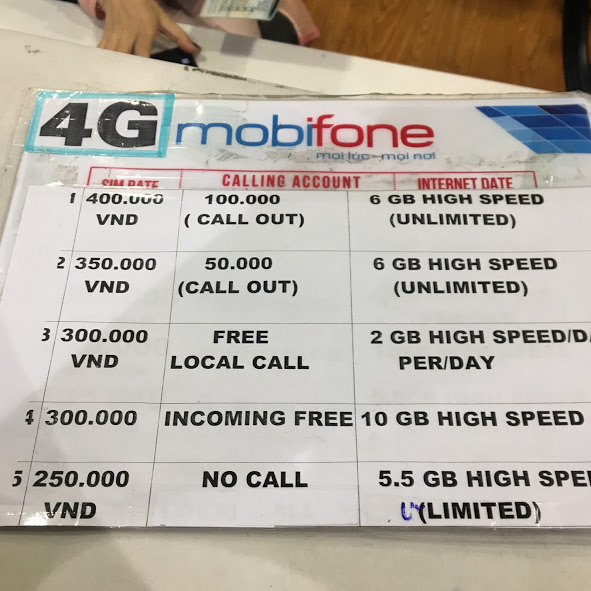 4G mobifone
mọi lúc - mọi nơi
SIM RATE CALLING ACCOUNT INTERNET DATE
1 400.000 100.000 6 GB HIGH SPEED
VND ( CALL OUT) (UNLIMITED)
2 350.000 50.000 6 GB HIGH SPEED
VND (CALL OUT) (UNLIMITED)
3 300.000 FREE 2 GB HIGH SPEED/D
VND LOCAL CALL PER/DAY
4 300.000 INCOMING FREE 10 GB HIGH SPEED
5 250.000 NO CALL 5.5 GB HIGH SPE
VND (LIMITED)